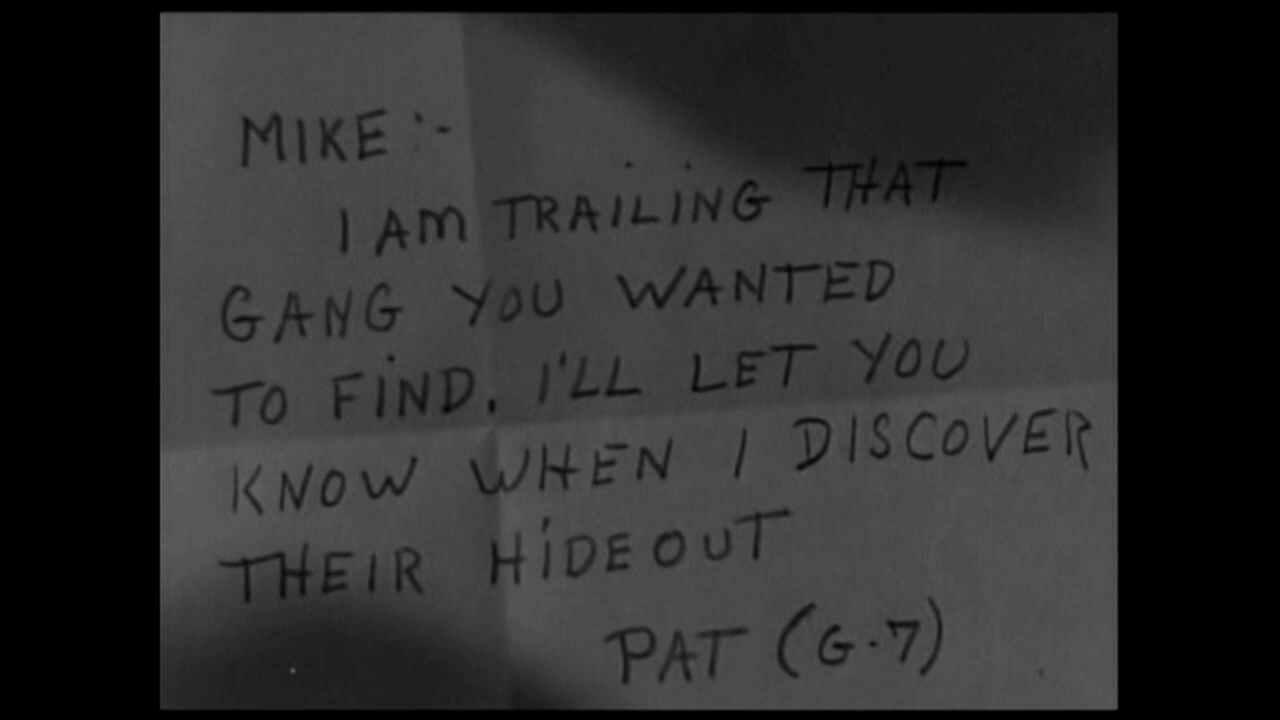 MIKE:-
I AM TRAILING THAT
GANG YOU WANTED
TO FIND. I'LL LET YOU
KNOW WHEN I DISCOVER
THEIR HIDEOUT
PAT (G-7)